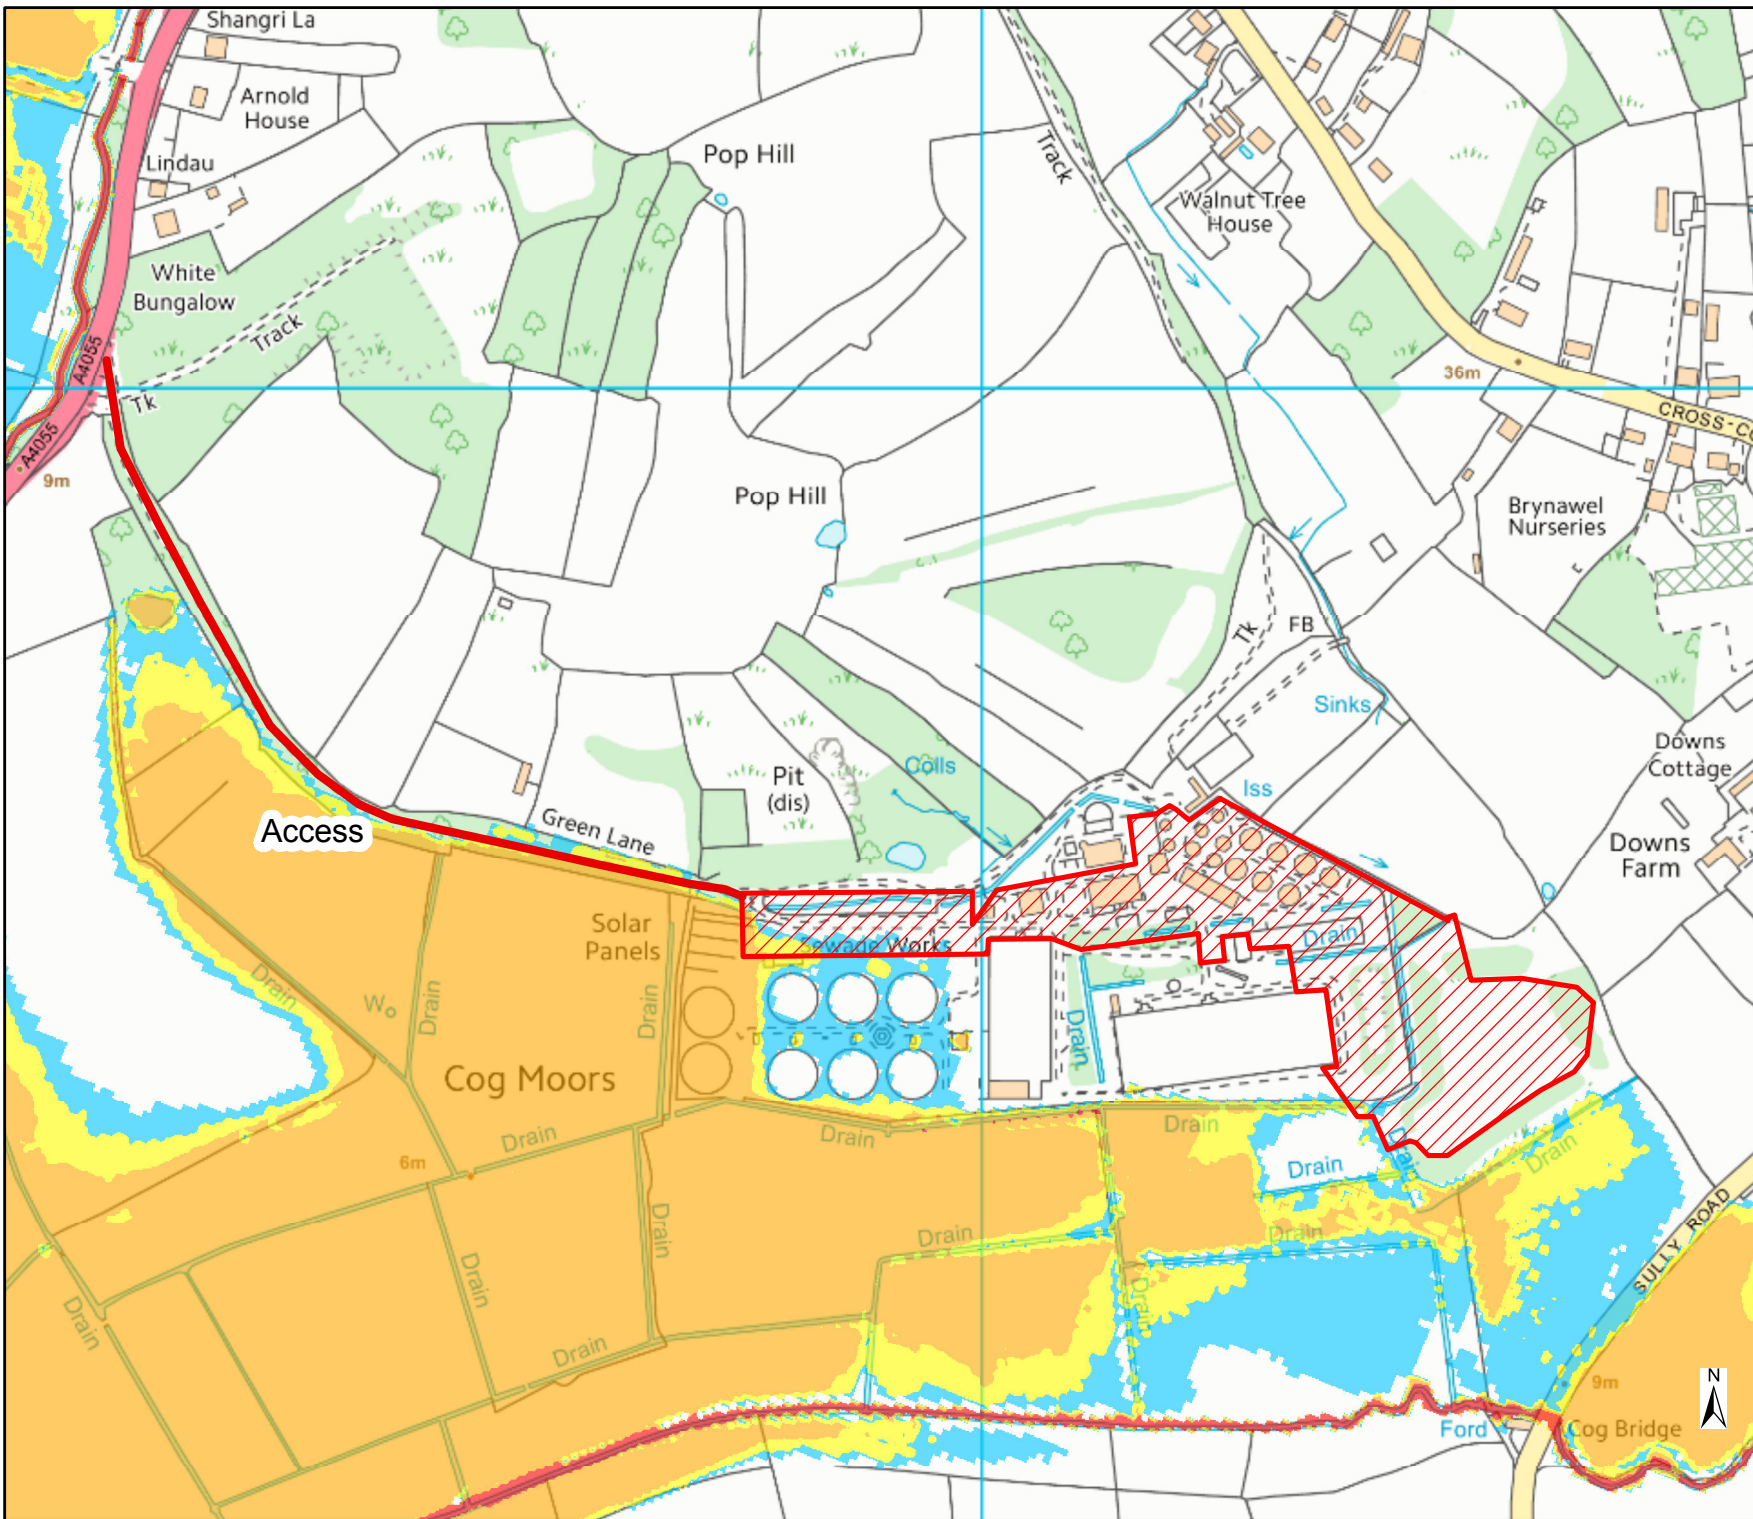 Shangri La
Arnold
House
Lindau
White
Bungalow
Track
A4055
Tk
A4055
9m
Pop Hill
Track
Walnut Tree
House
36m
Pop Hill
Brynawel
Nurseries
Tk
FB
Sinks
Downs
Cottage
Downs
Farm
Iss
Colls
Pit
(dis)
Green Lane
Access
Solar
Panels
Sewage Works
Drain
Drain
Drain
Drain
Drain
Cog Moors
Drain
6m
Drain
Drain
Drain
Drain
Drain
Drain
Drain
Drain
Drain
Drain
Drain
Drain
Drain
SULLY ROAD
9m
N
Ford
Cog Bridge